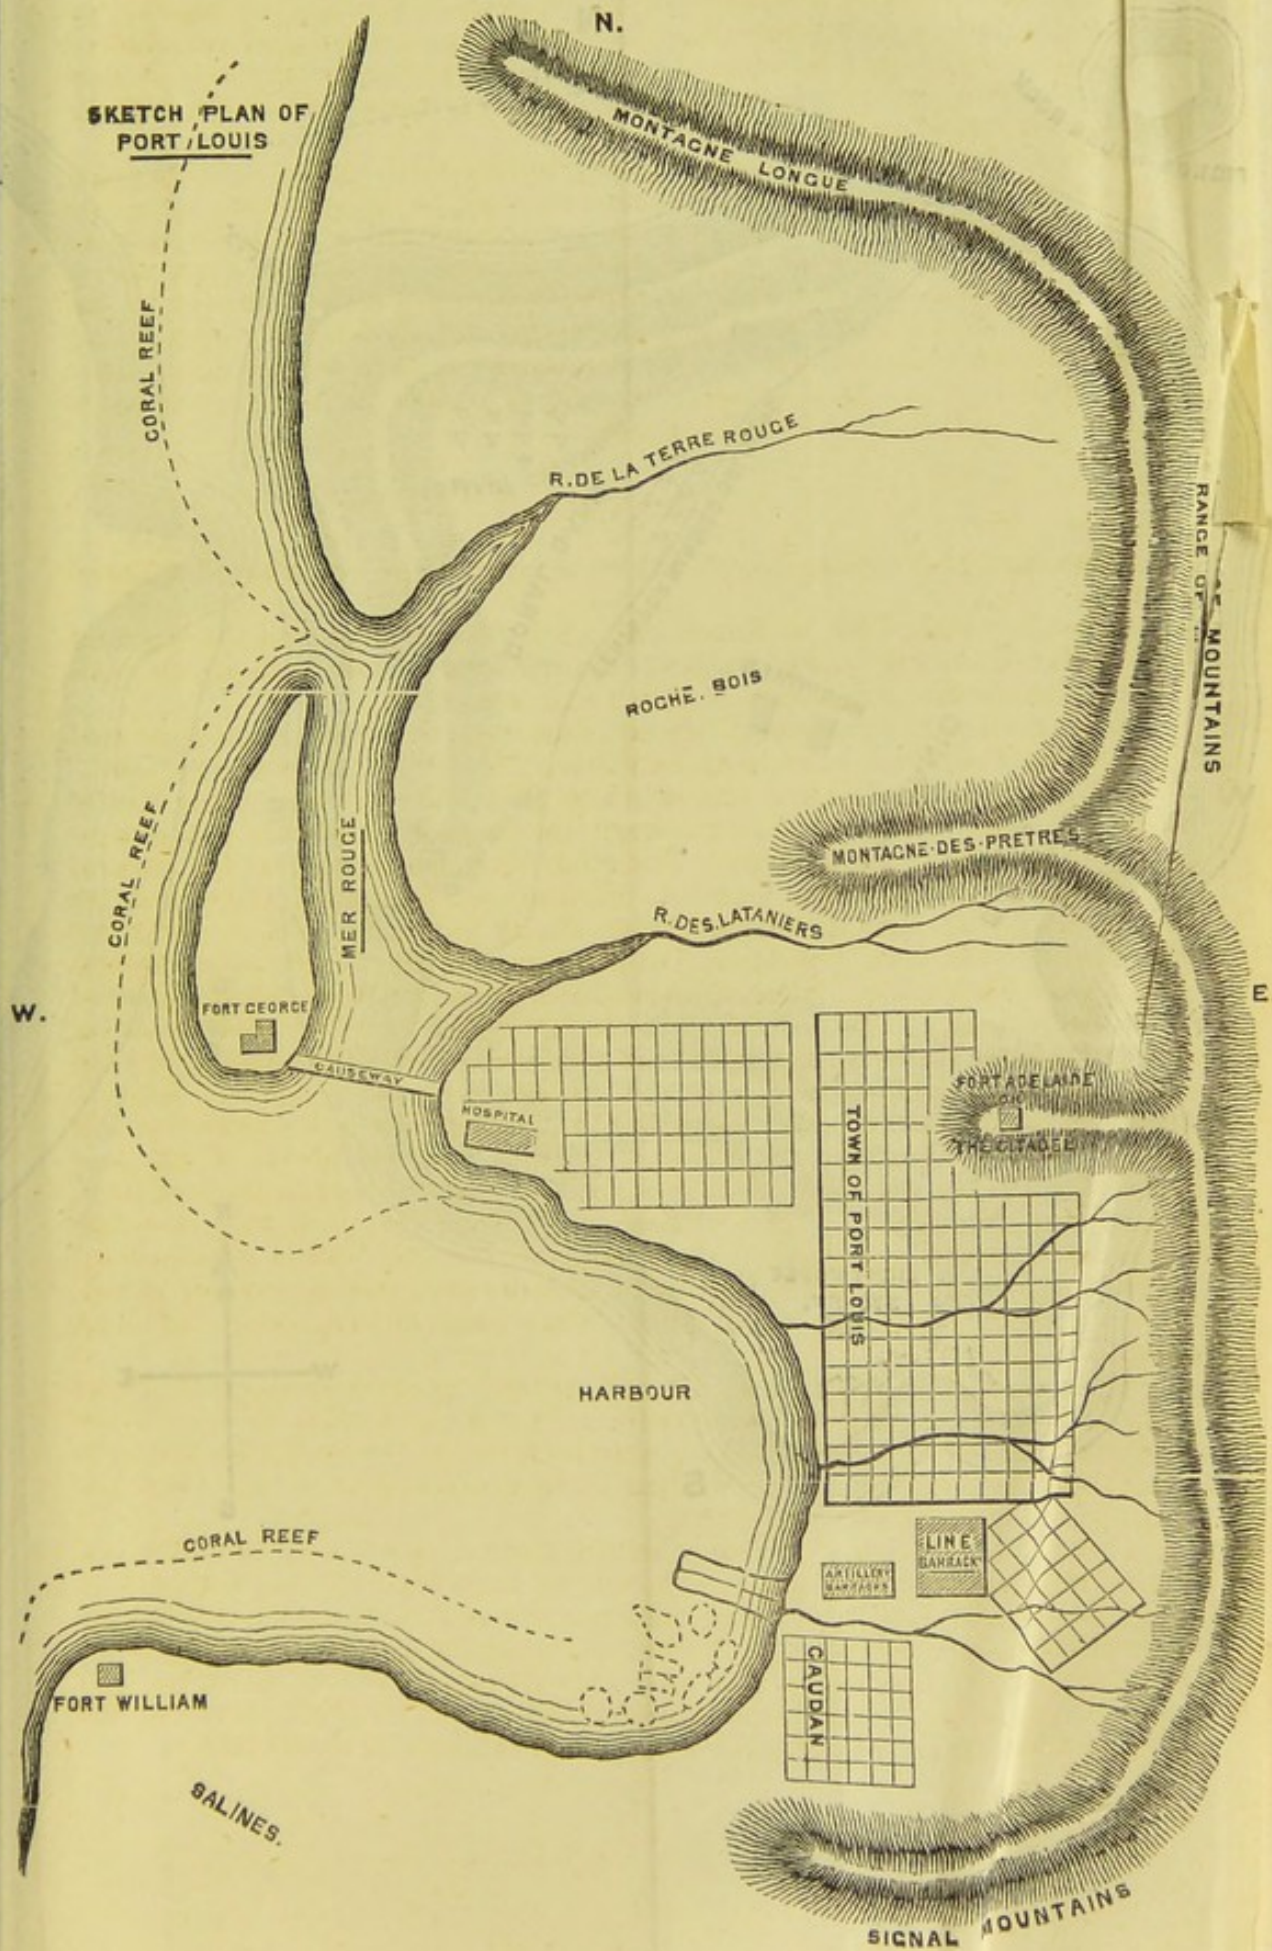 N.
SKETCH PLAN OF
PORT LOUIS
MONTAGNE LONGUE
CORAL REEF
R. DE LA TERRE ROUGE
RANGE OF MOUNTAINS
ROCHE. BOIS
CORAL REEF
MER ROUGE
MONTAGNE-DES-PRETRES
R. DES. LATANIERS
W.
E
FORT GEORGE
CAUSEWAY
HOSPITAL
FORT ADELAIDE
OR
THE CITADEL
TOWN OF PORT LOUIS
HARBOUR
CORAL REEF
LINE
BARRACKS
ARTILLERY
BARRACKS
CAUDAN
FORT WILLIAM
SALINES.
SIGNAL MOUNTAINS